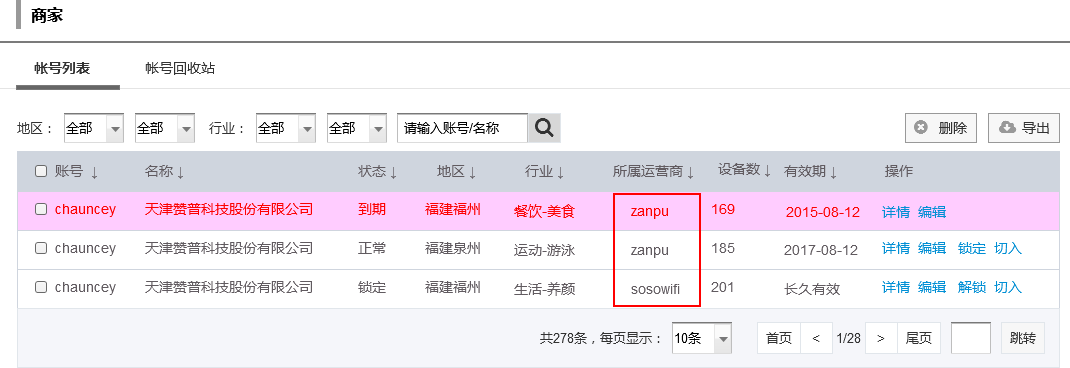 商家
帐号列表 帐号回收站
地区： 全部 全部 行业： 全部 全部 请输入账号/名称 删除 导出
账号 ↓ 名称 ↓ 状态 ↓ 地区 ↓ 行业 ↓ 所属运营商 ↓ 设备数 ↓ 有效期 ↓ 操作
chauncey 天津赞普科技股份有限公司 到期 福建福州 餐饮-美食 zanpu 169 2015-08-12 详情 编辑
chauncey 天津赞普科技股份有限公司 正常 福建泉州 运动-游泳 zanpu 185 2017-08-12 详情 编辑 锁定 切入
chauncey 天津赞普科技股份有限公司 锁定 福建福州 生活-养颜 sosowifi 201 长久有效 详情 编辑 解锁 切入
共278条，每页显示： 10条 首页 < 1/28 > 尾页 跳转